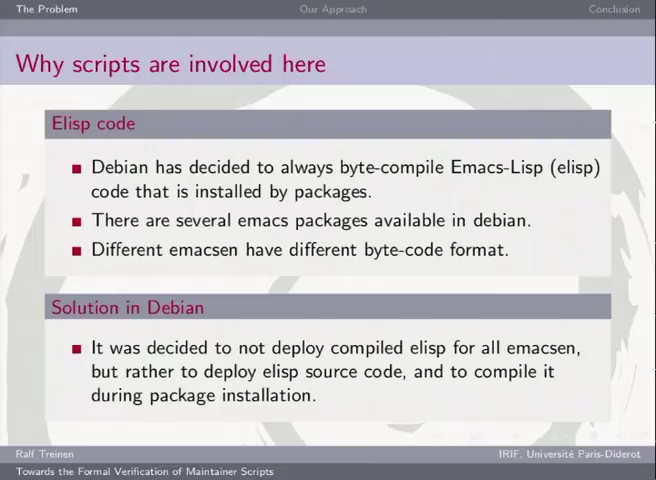 The Problem Our Approach Conclusion
Why scripts are involved here
Elisp code
Debian has decided to always byte-compile Emacs-Lisp (elisp)
code that is installed by packages.
There are several emacs packages available in debian.
Different emacsen have different byte-code format.
Solution in Debian
It was decided to not deploy compiled elisp for all emacsen,
but rather to deploy elisp source code, and to compile it
during package installation.
Ralf Treinen IRIF, Université Paris-Diderot
Towards the Formal Verification of Maintainer Scripts